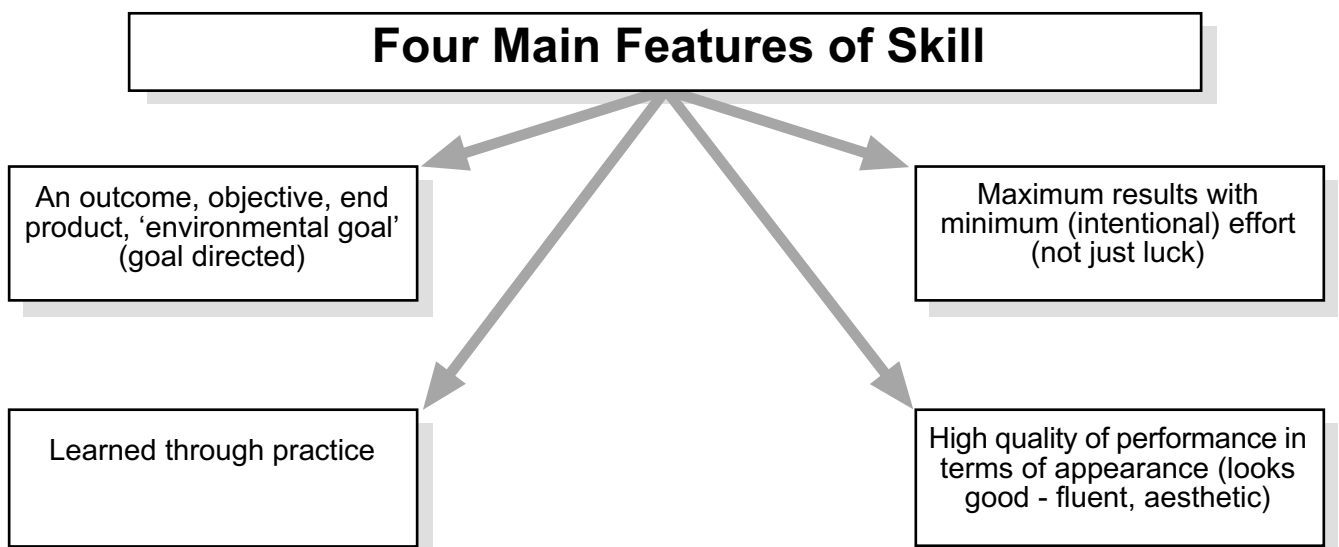 Four Main Features of Skill
An outcome, objective, end
product, ‘environmental goal’
(goal directed)
Maximum results with
minimum (intentional) effort
(not just luck)
Learned through practice
High quality of performance in
terms of appearance (looks
good - fluent, aesthetic)